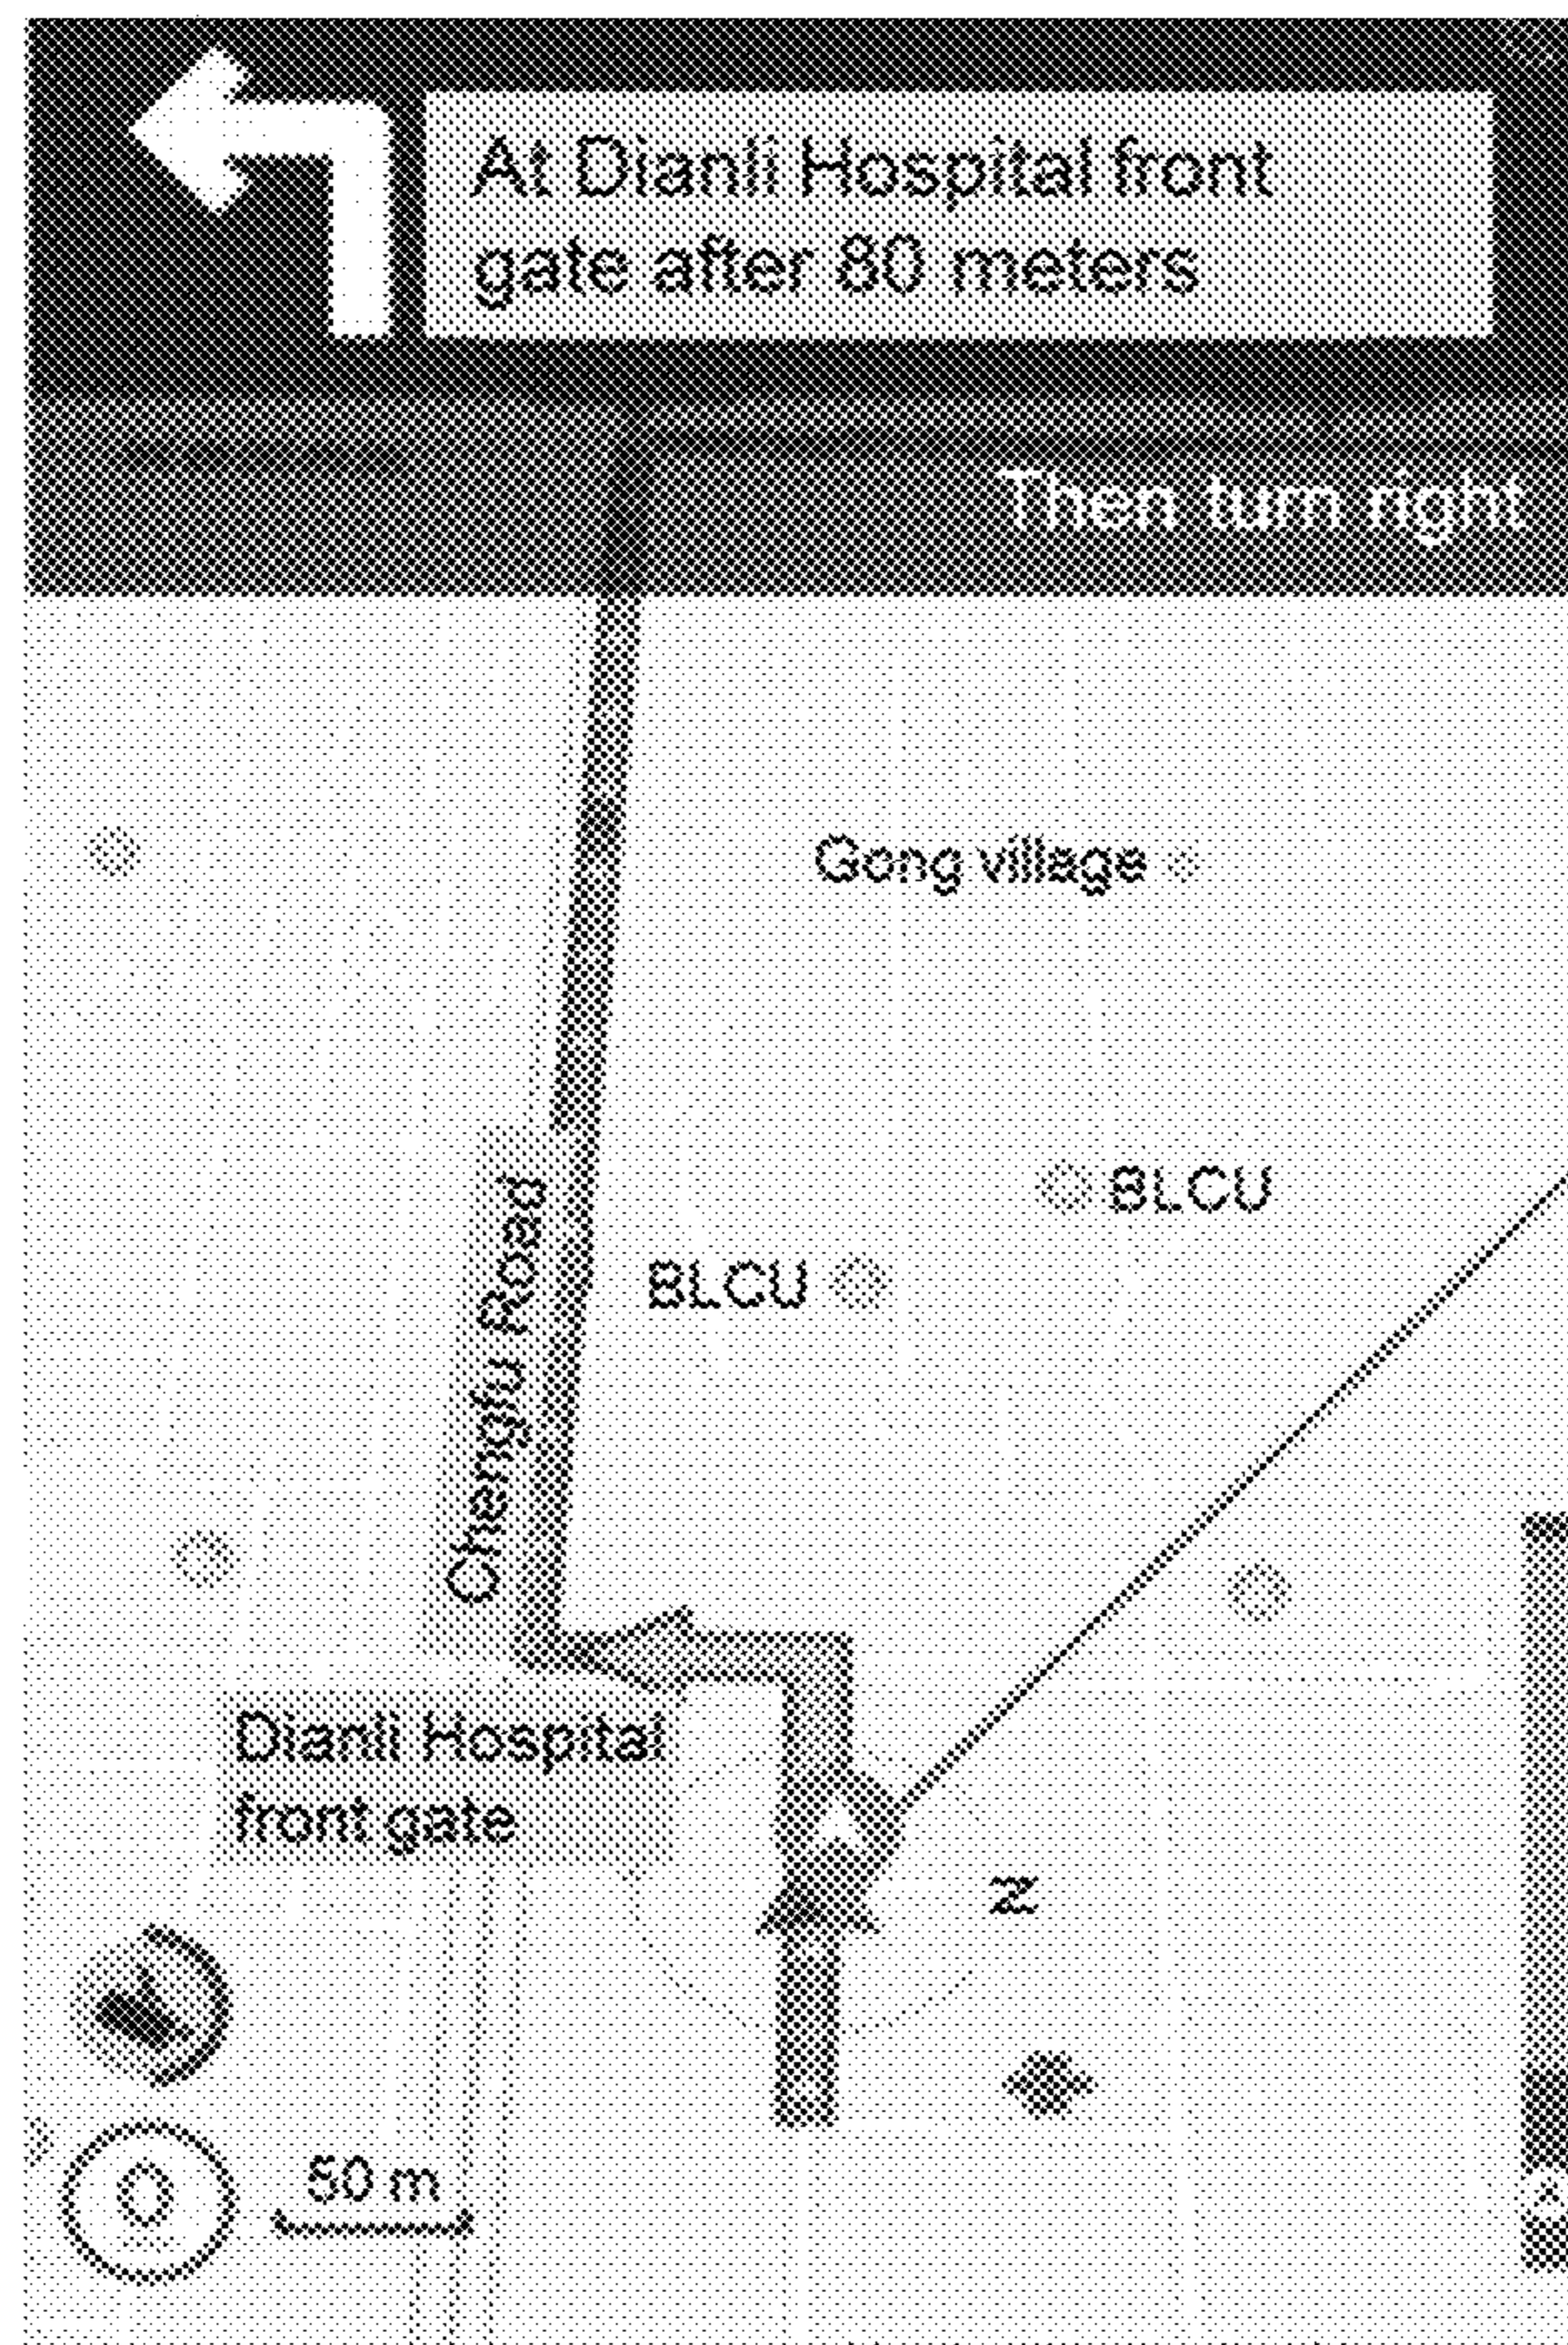 At Dianli Hospital front
gate after 80 meters
Then turn right
Gong village
BLCU
BLCU
Chengfu Road
Dianli Hospital
front gate
N
0
50 m